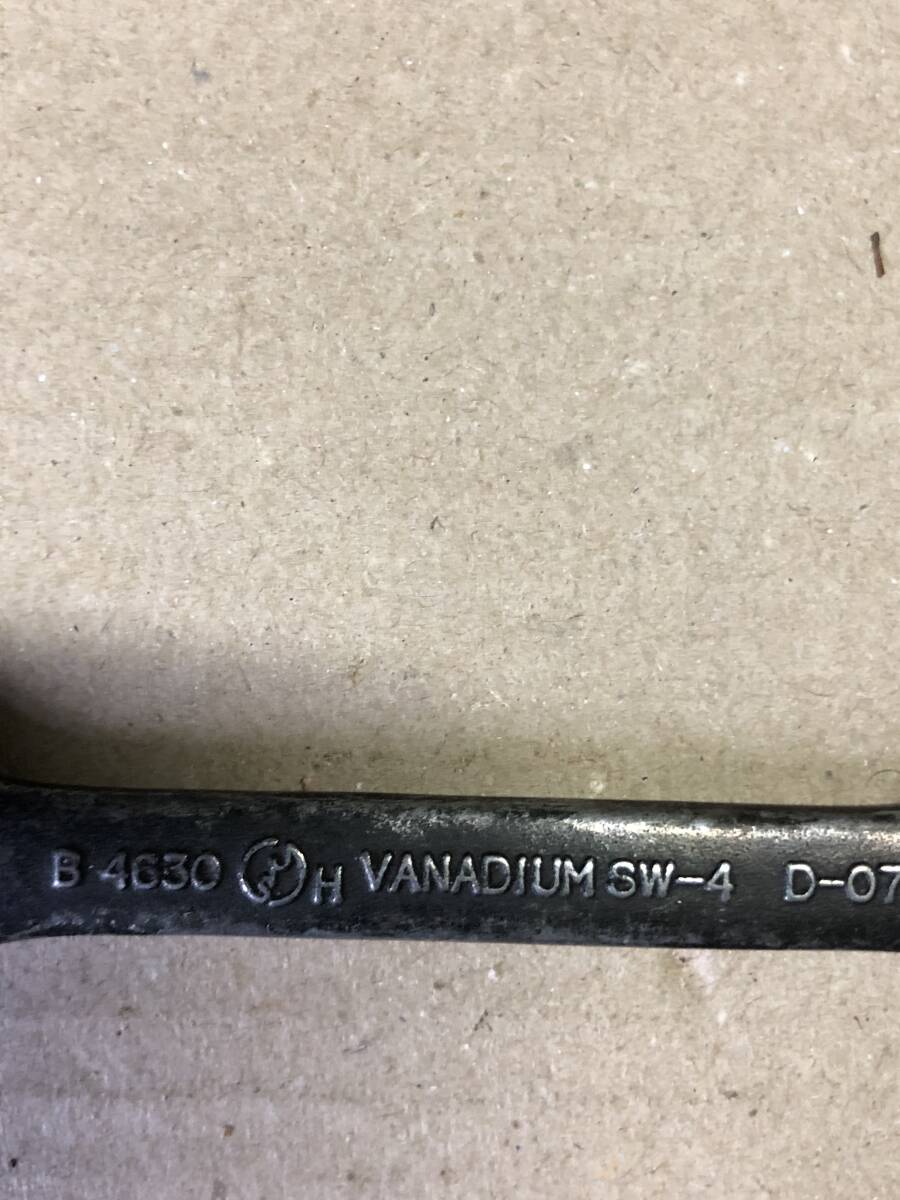 B-4630 H VANADIUM SW-4 D-07